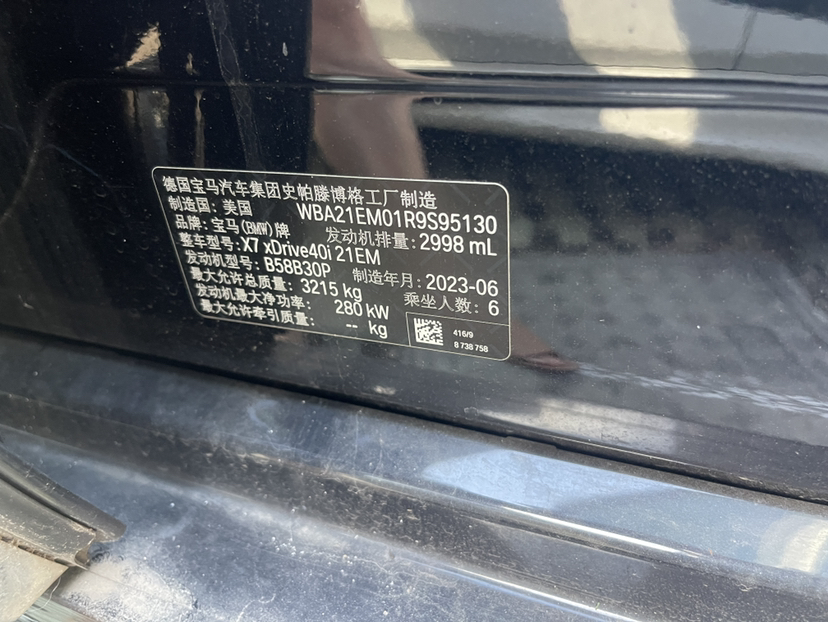 德国宝马汽车集团史帕滕博格工厂制造
制造国: 美国 WBA21EM01R9S95130
品牌: 宝马(BMW)牌 发动机排量: 2998 mL
整车型号: X7 xDrive40i 21EM
发动机型号: B58B30P 制造年月: 2023-06
最大允许总质量: 3215 kg 乘坐人数: 6
发动机最大净功率: 280 kW
最大允许牵引质量: -- kg
416/9
8 738 758